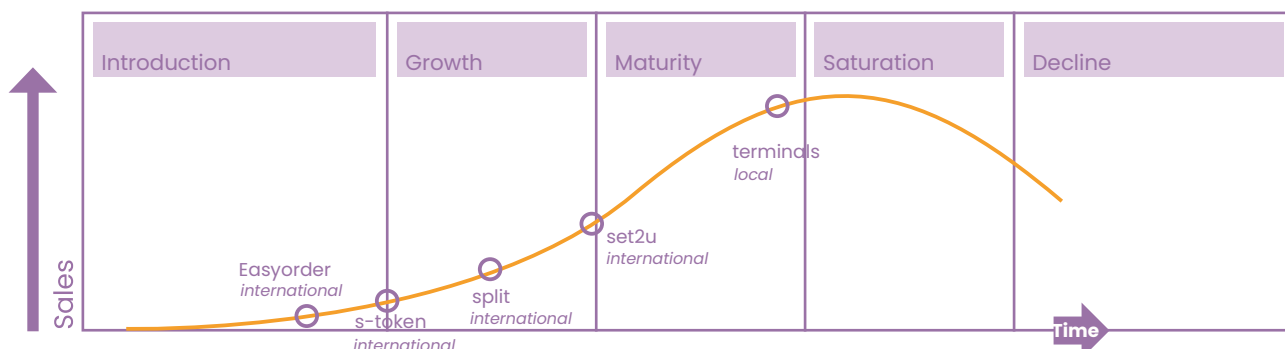 Introduction
Growth
Maturity
Saturation
Decline
Sales
Easyorder
international
s-token
international
split
international
set2u
international
terminals
local
Time